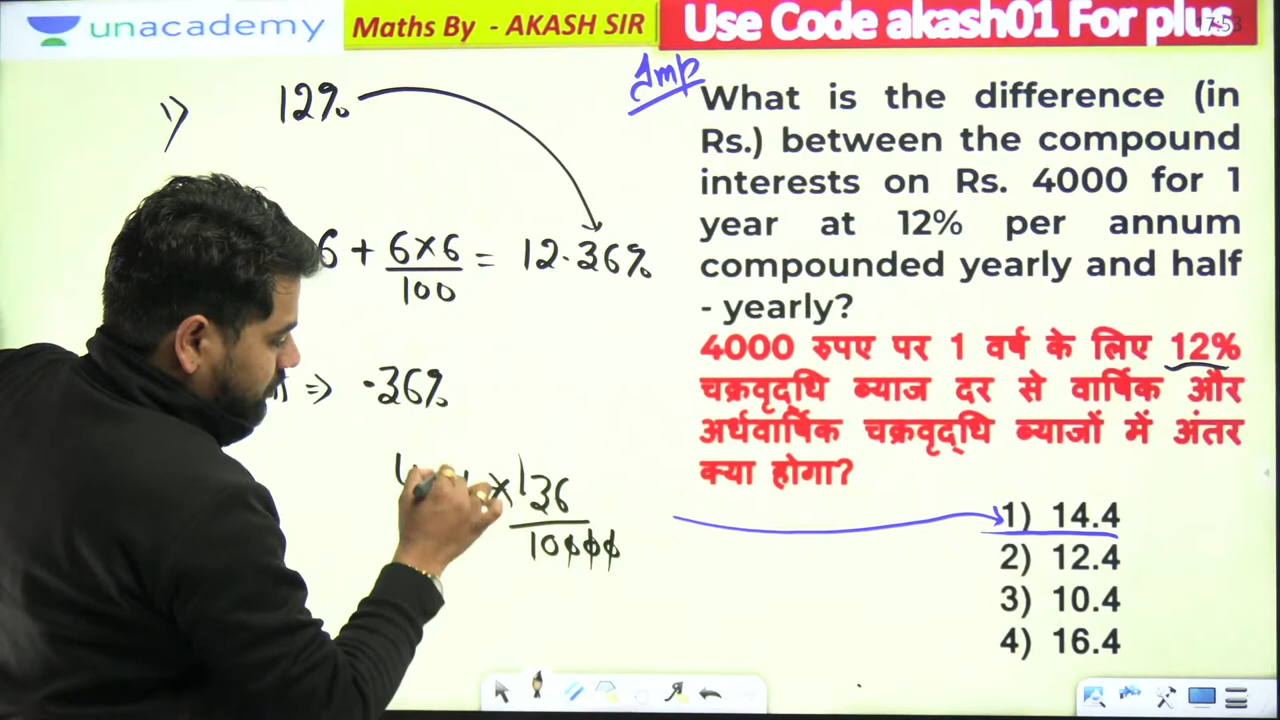 unacademy
Maths By - AKASH SIR
Use Code akash01 For plus
17:53
Imp
What is the difference (in
Rs.) between the compound
interests on Rs. 4000 for 1
year at 12% per annum
compounded yearly and half
- yearly?
4000 रुपए पर 1 वर्ष के लिए 12%
चक्रवृद्धि ब्याज दर से वार्षिक और
अर्धवार्षिक चक्रवृद्धि ब्याजों में अंतर
क्या होगा?
1) 14.4
2) 12.4
3) 10.4
4) 16.4
1)
12%
6 + 6×6 = 12.36%
100
⇒ .36%
× 36
10000